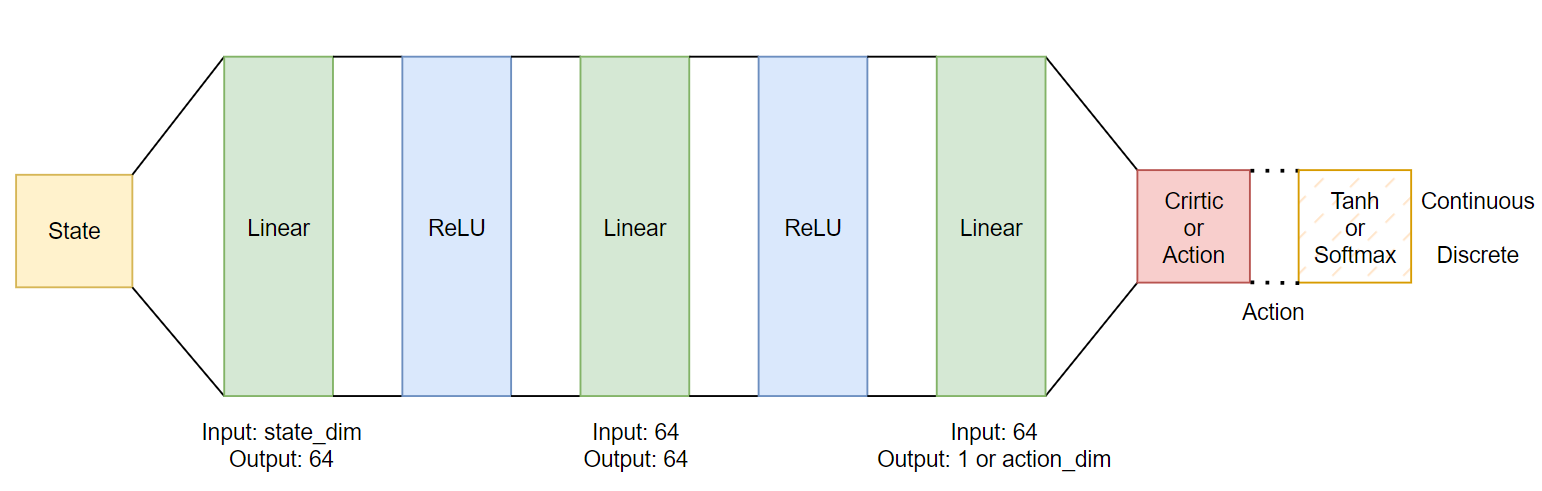 State
Linear
ReLU
Linear
ReLU
Linear
Crirtic
or
Action
Tanh
or
Softmax
Continuous
Discrete
Action
Input: state_dim
Output: 64
Input: 64
Output: 64
Input: 64
Output: 1 or action_dim